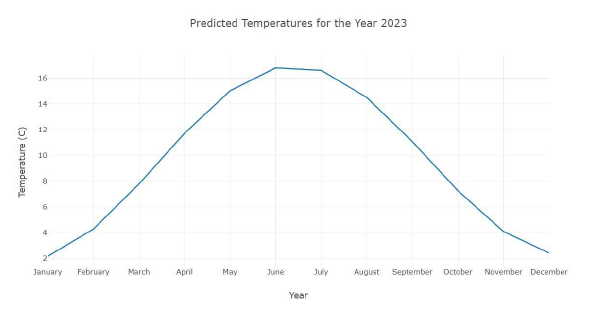 Predicted Temperatures for the Year 2023
Temperature (C)
16
14
12
10
8
6
4
2
January February March April May June July August September October November December
Year